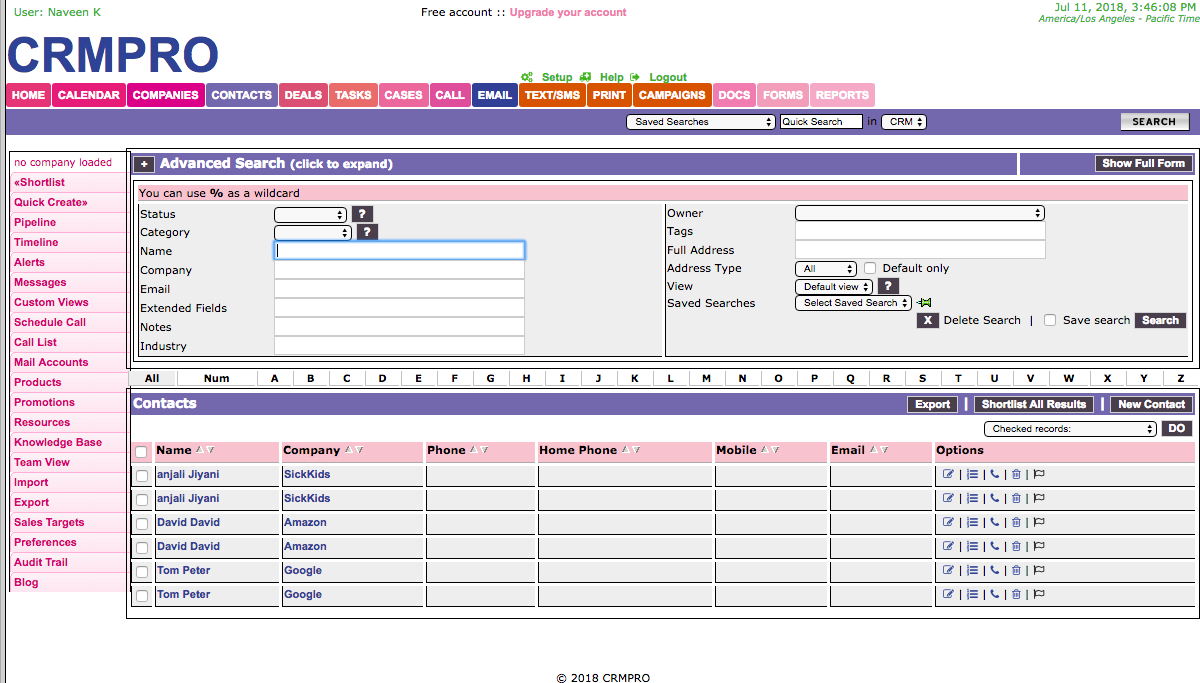 User: Naveen K
Free account :: Upgrade your account
Jul 11, 2018, 3:46:08 PM
America/Los Angeles - Pacific Time
CRMPRO
Setup Help Logout
HOME CALENDAR COMPANIES CONTACTS DEALS TASKS CASES CALL EMAIL TEXT/SMS PRINT CAMPAIGNS DOCS FORMS REPORTS
Saved Searches Quick Search in CRM SEARCH
no company loaded
«Shortlist
Quick Create»
Pipeline
Timeline
Alerts
Messages
Custom Views
Schedule Call
Call List
Mail Accounts
Products
Promotions
Resources
Knowledge Base
Team View
Import
Export
Sales Targets
Preferences
Audit Trail
Blog
+ Advanced Search (click to expand) Show Full Form
You can use % as a wildcard
Status ?
Category ?
Name
Company
Email
Extended Fields
Notes
Industry
Owner
Tags
Full Address
Address Type All Default only
View Default view ?
Saved Searches Select Saved Search
X Delete Search | Save search Search
All Num A B C D E F G H I J K L M N O P Q R S T U V W X Y Z
Contacts Export | Shortlist All Results | New Contact
Checked records: DO
Name Company Phone Home Phone Mobile Email Options
anjali Jiyani SickKids | | | |
anjali Jiyani SickKids | | | |
David David Amazon | | | |
David David Amazon | | | |
Tom Peter Google | | | |
Tom Peter Google | | | |
© 2018 CRMPRO